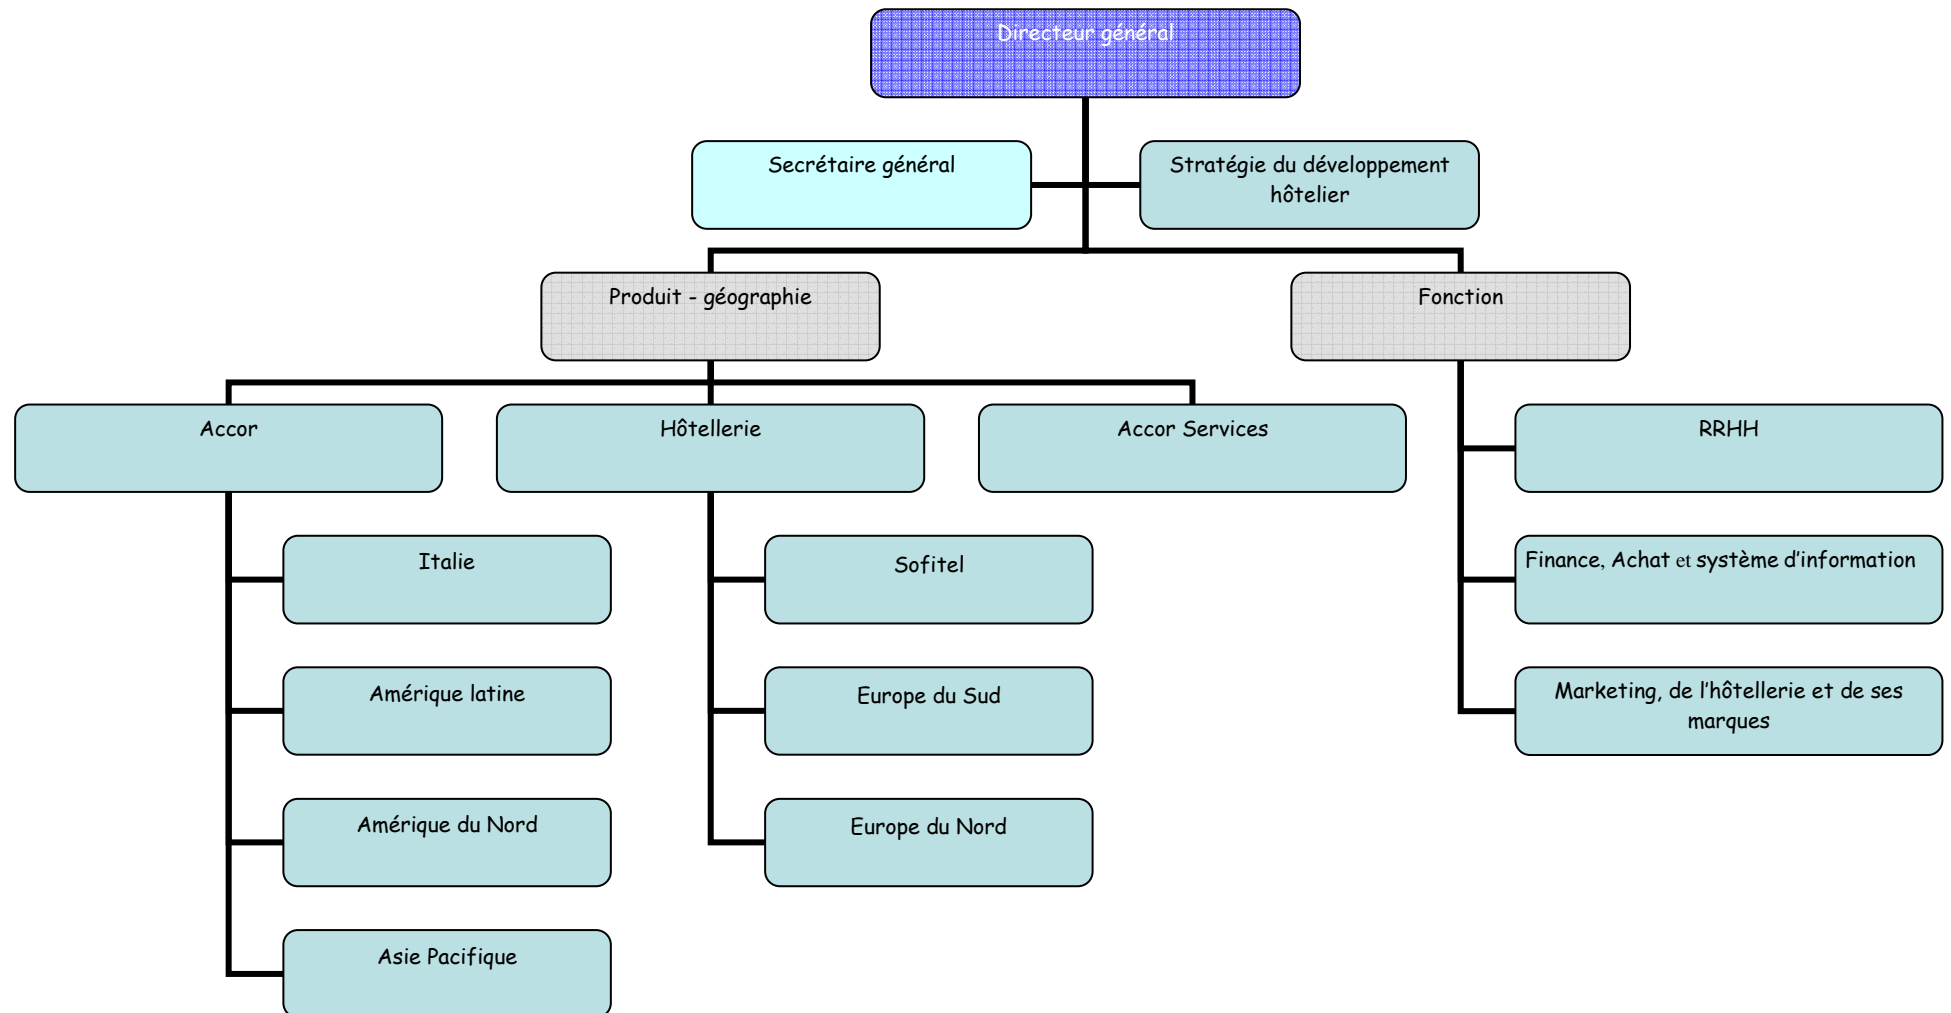 Directeur général
Secrétaire général
Stratégie du développement
hôtelier
Produit - géographie
Fonction
Accor
Hôtellerie
Accor Services
RRHH
Italie
Sofitel
Finance, Achat et système d'information
Amérique latine
Europe du Sud
Marketing, de l'hôtellerie et de ses
marques
Amérique du Nord
Europe du Nord
Asie Pacifique